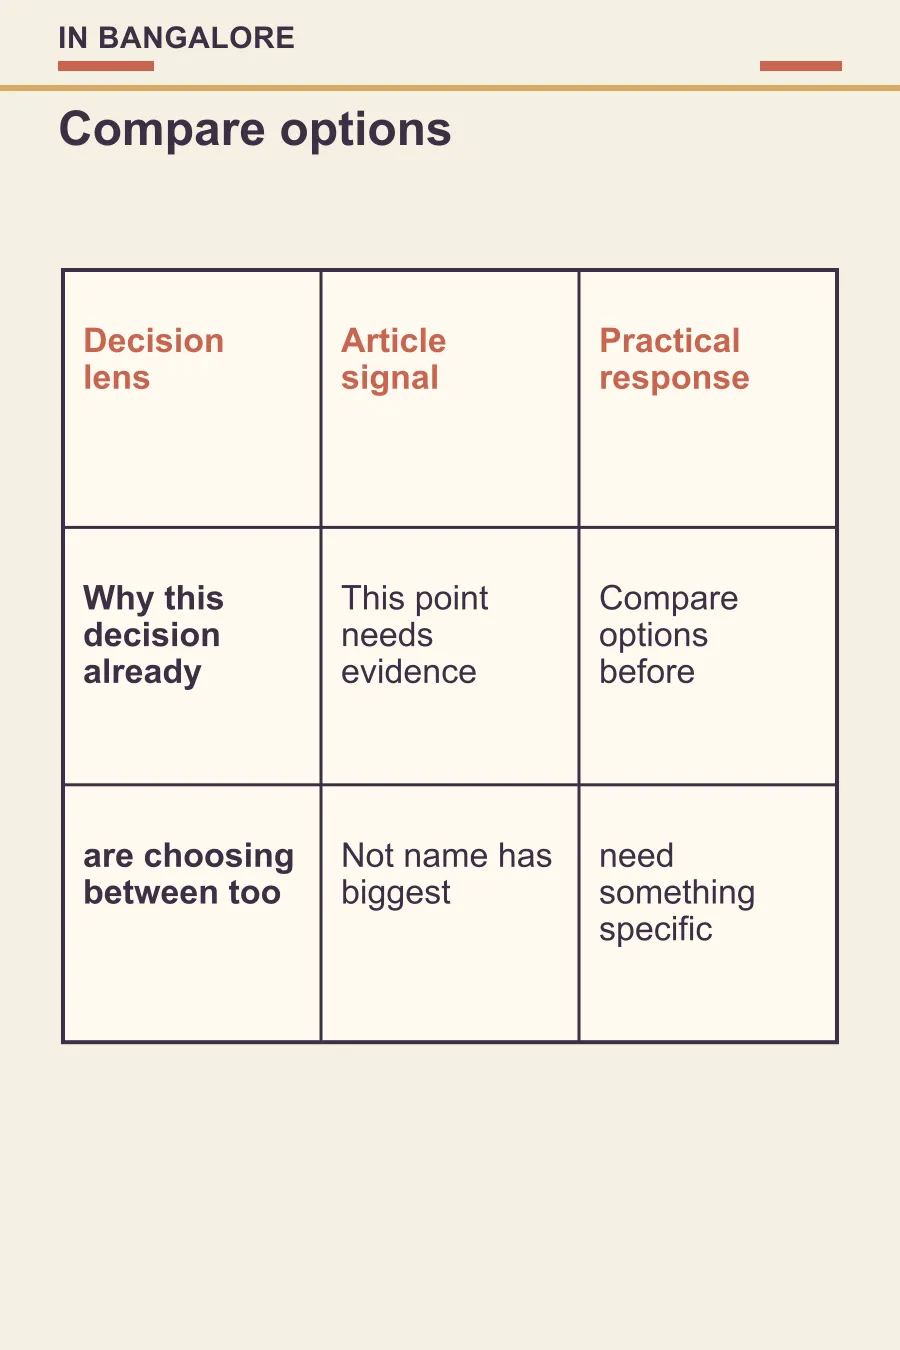 IN BANGALORE
Compare options
Decision
lens
Article
signal
Practical
response
Why this
decision
already
This point
needs
evidence
Compare
options
before
are choosing
between too
Not name has
biggest
need
something
specific